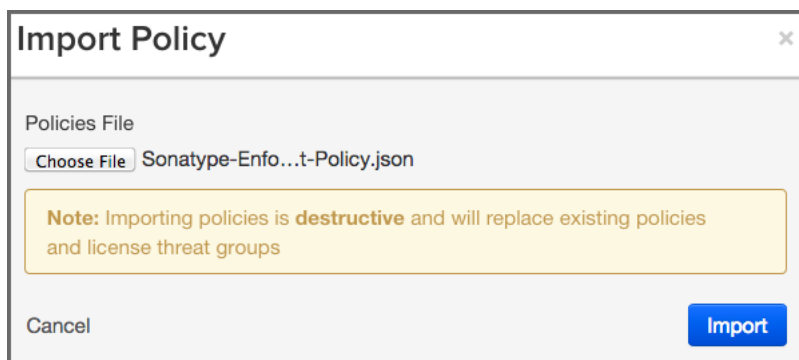 Import Policy
×
Policies File
Choose File Sonatype-Enfo...t-Policy.json
Note: Importing policies is destructive and will replace existing policies
and license threat groups
Cancel Import